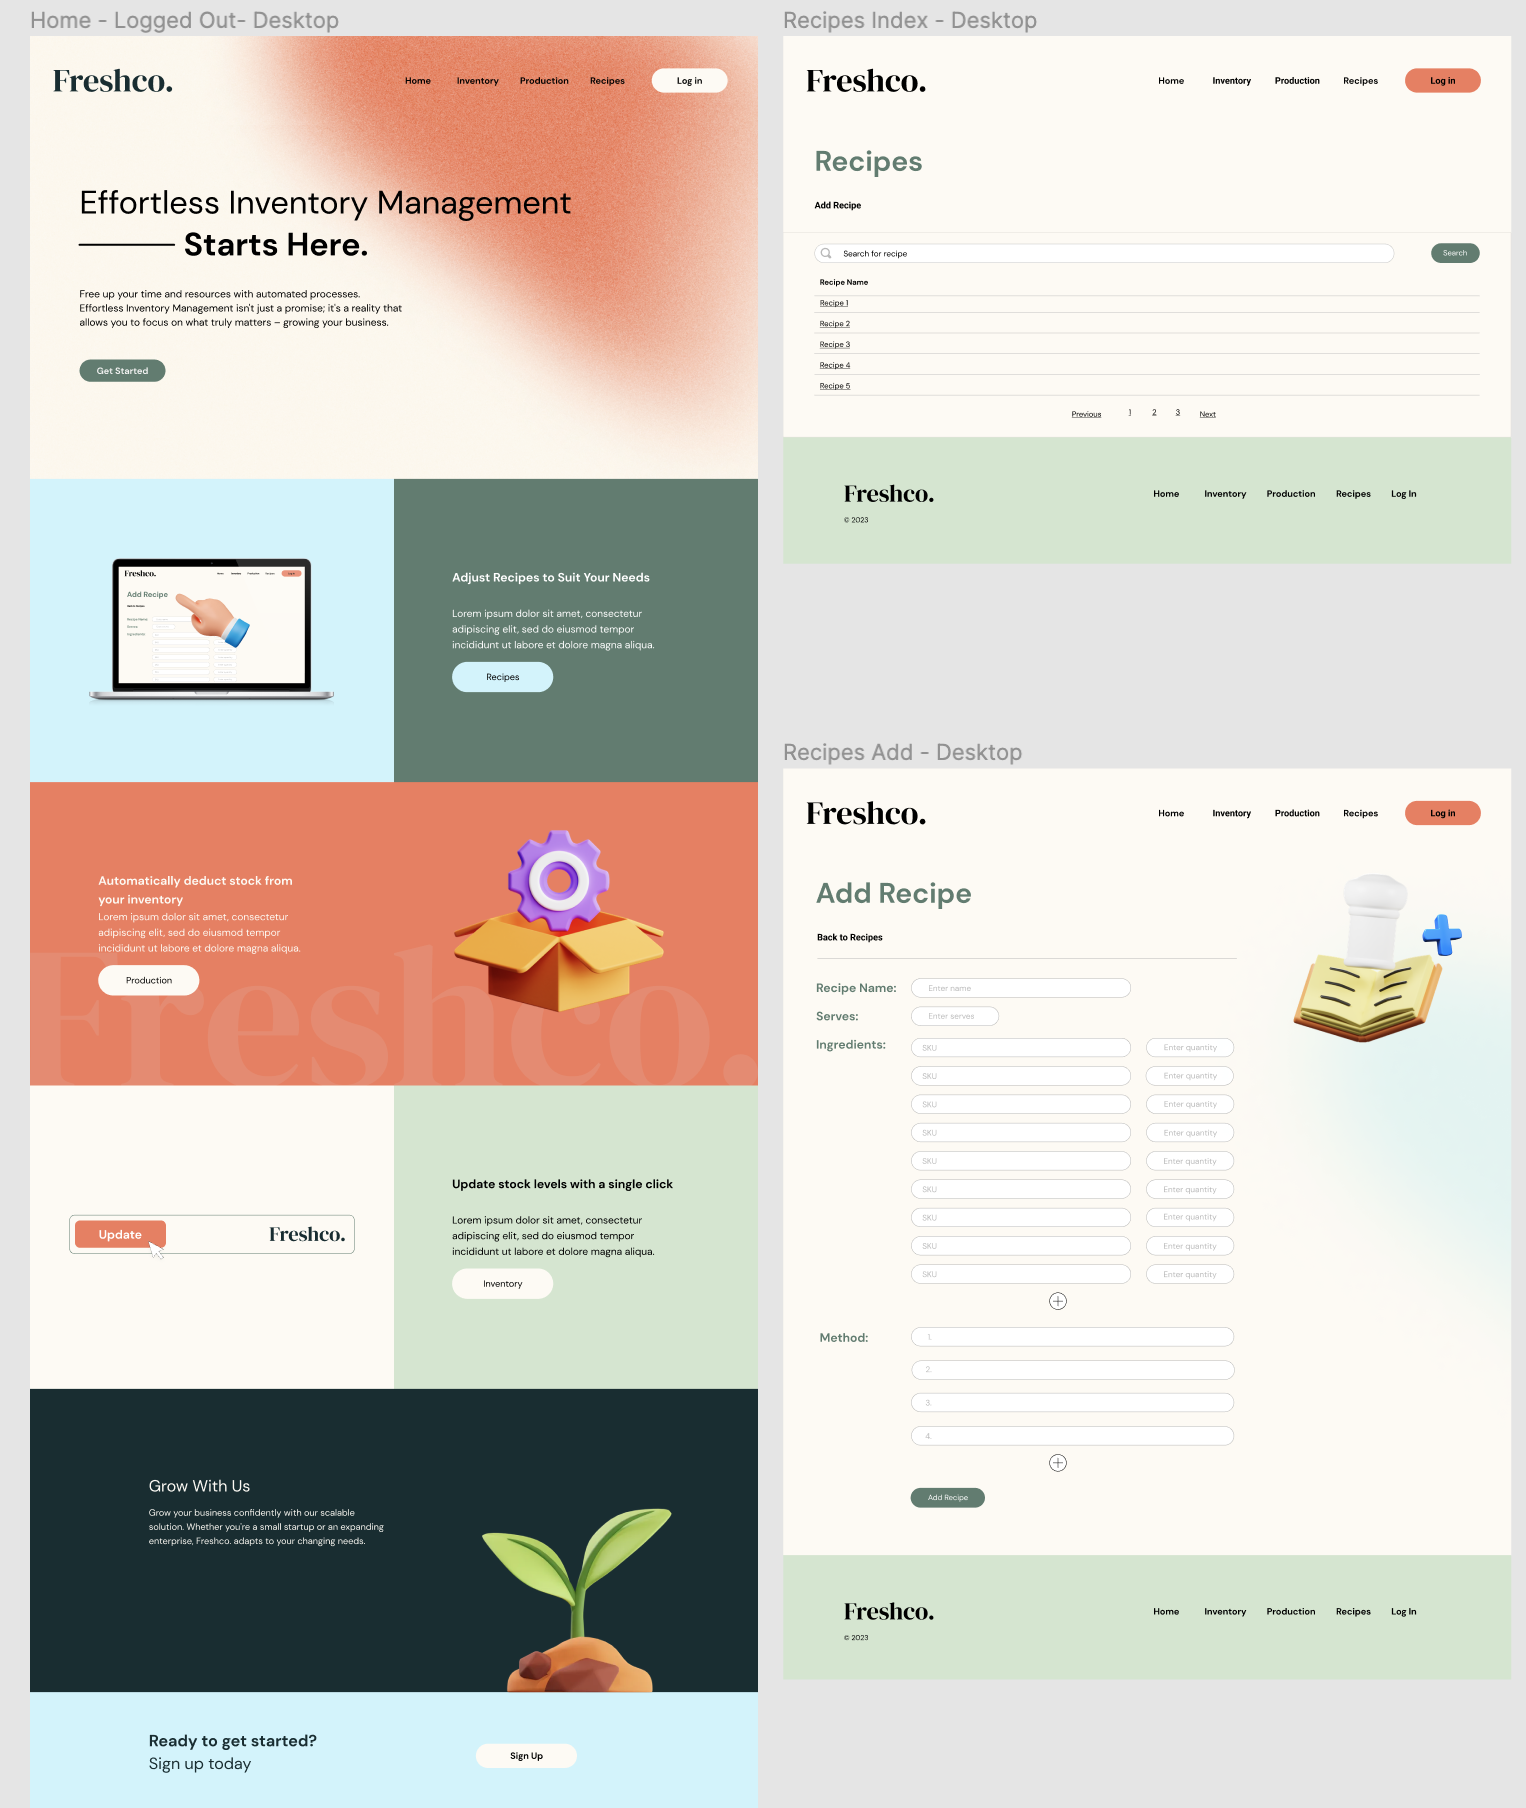 Home - Logged Out- Desktop
Freshco.
Home Inventory Production Recipes Log in
Effortless Inventory Management
Starts Here.
Free up your time and resources with automated processes.
Effortless Inventory Management isn't just a promise; it's a reality that
allows you to focus on what truly matters – growing your business.
Get Started
Freshco.
Add Recipe
Adjust Recipes to Suit Your Needs
Lorem ipsum dolor sit amet, consectetur
adipiscing elit, sed do eiusmod tempor
incididunt ut labore et dolore magna aliqua.
Recipes
Automatically deduct stock from
your inventory
Lorem ipsum dolor sit amet, consectetur
adipiscing elit, sed do eiusmod tempor
incididunt ut labore et dolore magna aliqua.
Production
Freshco.
Update
Freshco.
Update stock levels with a single click
Lorem ipsum dolor sit amet, consectetur
adipiscing elit, sed do eiusmod tempor
incididunt ut labore et dolore magna aliqua.
Inventory
Grow With Us
Grow your business confidently with our scalable
solution. Whether you're a small startup or an expanding
enterprise, Freshco. adapts to your changing needs.
Ready to get started?
Sign up today
Sign Up
Recipes Index - Desktop
Freshco.
Home Inventory Production Recipes Log in
Recipes
Add Recipe
Search for recipe
Search
Recipe Name
Recipe 1
Recipe 2
Recipe 3
Recipe 4
Recipe 5
Previous 1 2 3 Next
Freshco.
Home Inventory Production Recipes Log In
© 2023
Recipes Add - Desktop
Freshco.
Home Inventory Production Recipes Log in
Add Recipe
Back to Recipes
Recipe Name: Enter name
Serves: Enter serves
Ingredients: SKU Enter quantity
SKU Enter quantity
SKU Enter quantity
SKU Enter quantity
SKU Enter quantity
SKU Enter quantity
SKU Enter quantity
SKU Enter quantity
SKU Enter quantity
Method: 1.
2.
3.
4.
Add Recipe
Freshco.
Home Inventory Production Recipes Log In
© 2023